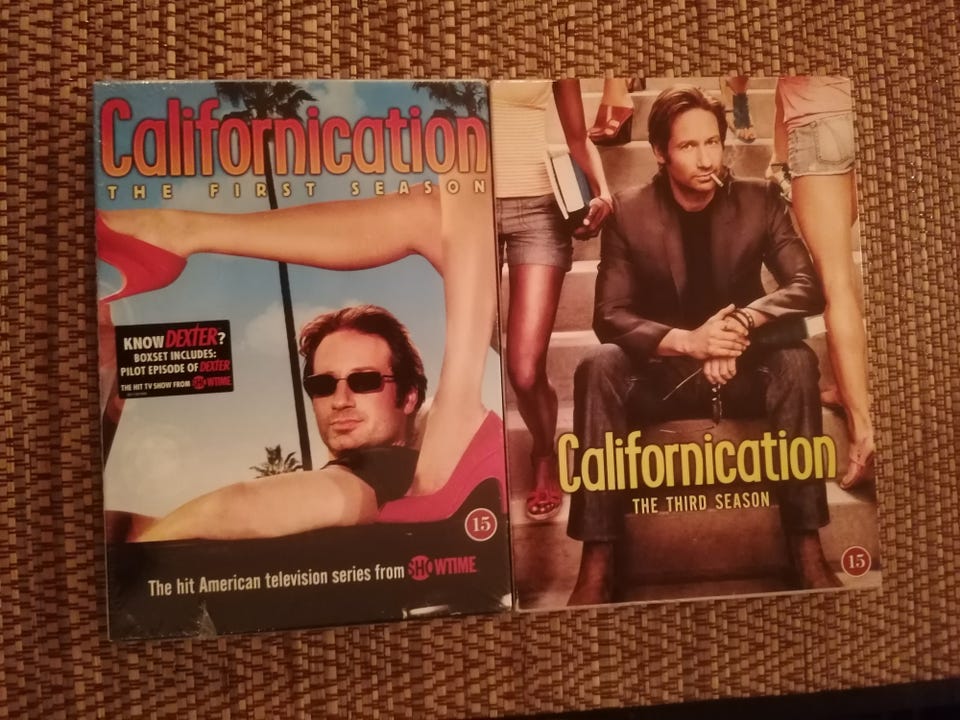 Californication
THE FIRST SEASON
KNOW DEXTER?
BOXSET INCLUDES:
PILOT EPISODE OF DEXTER
THE HIT TV SHOW FROM SHOWTIME
15
The hit American television series from SHOWTIME
Californication
THE THIRD SEASON
15